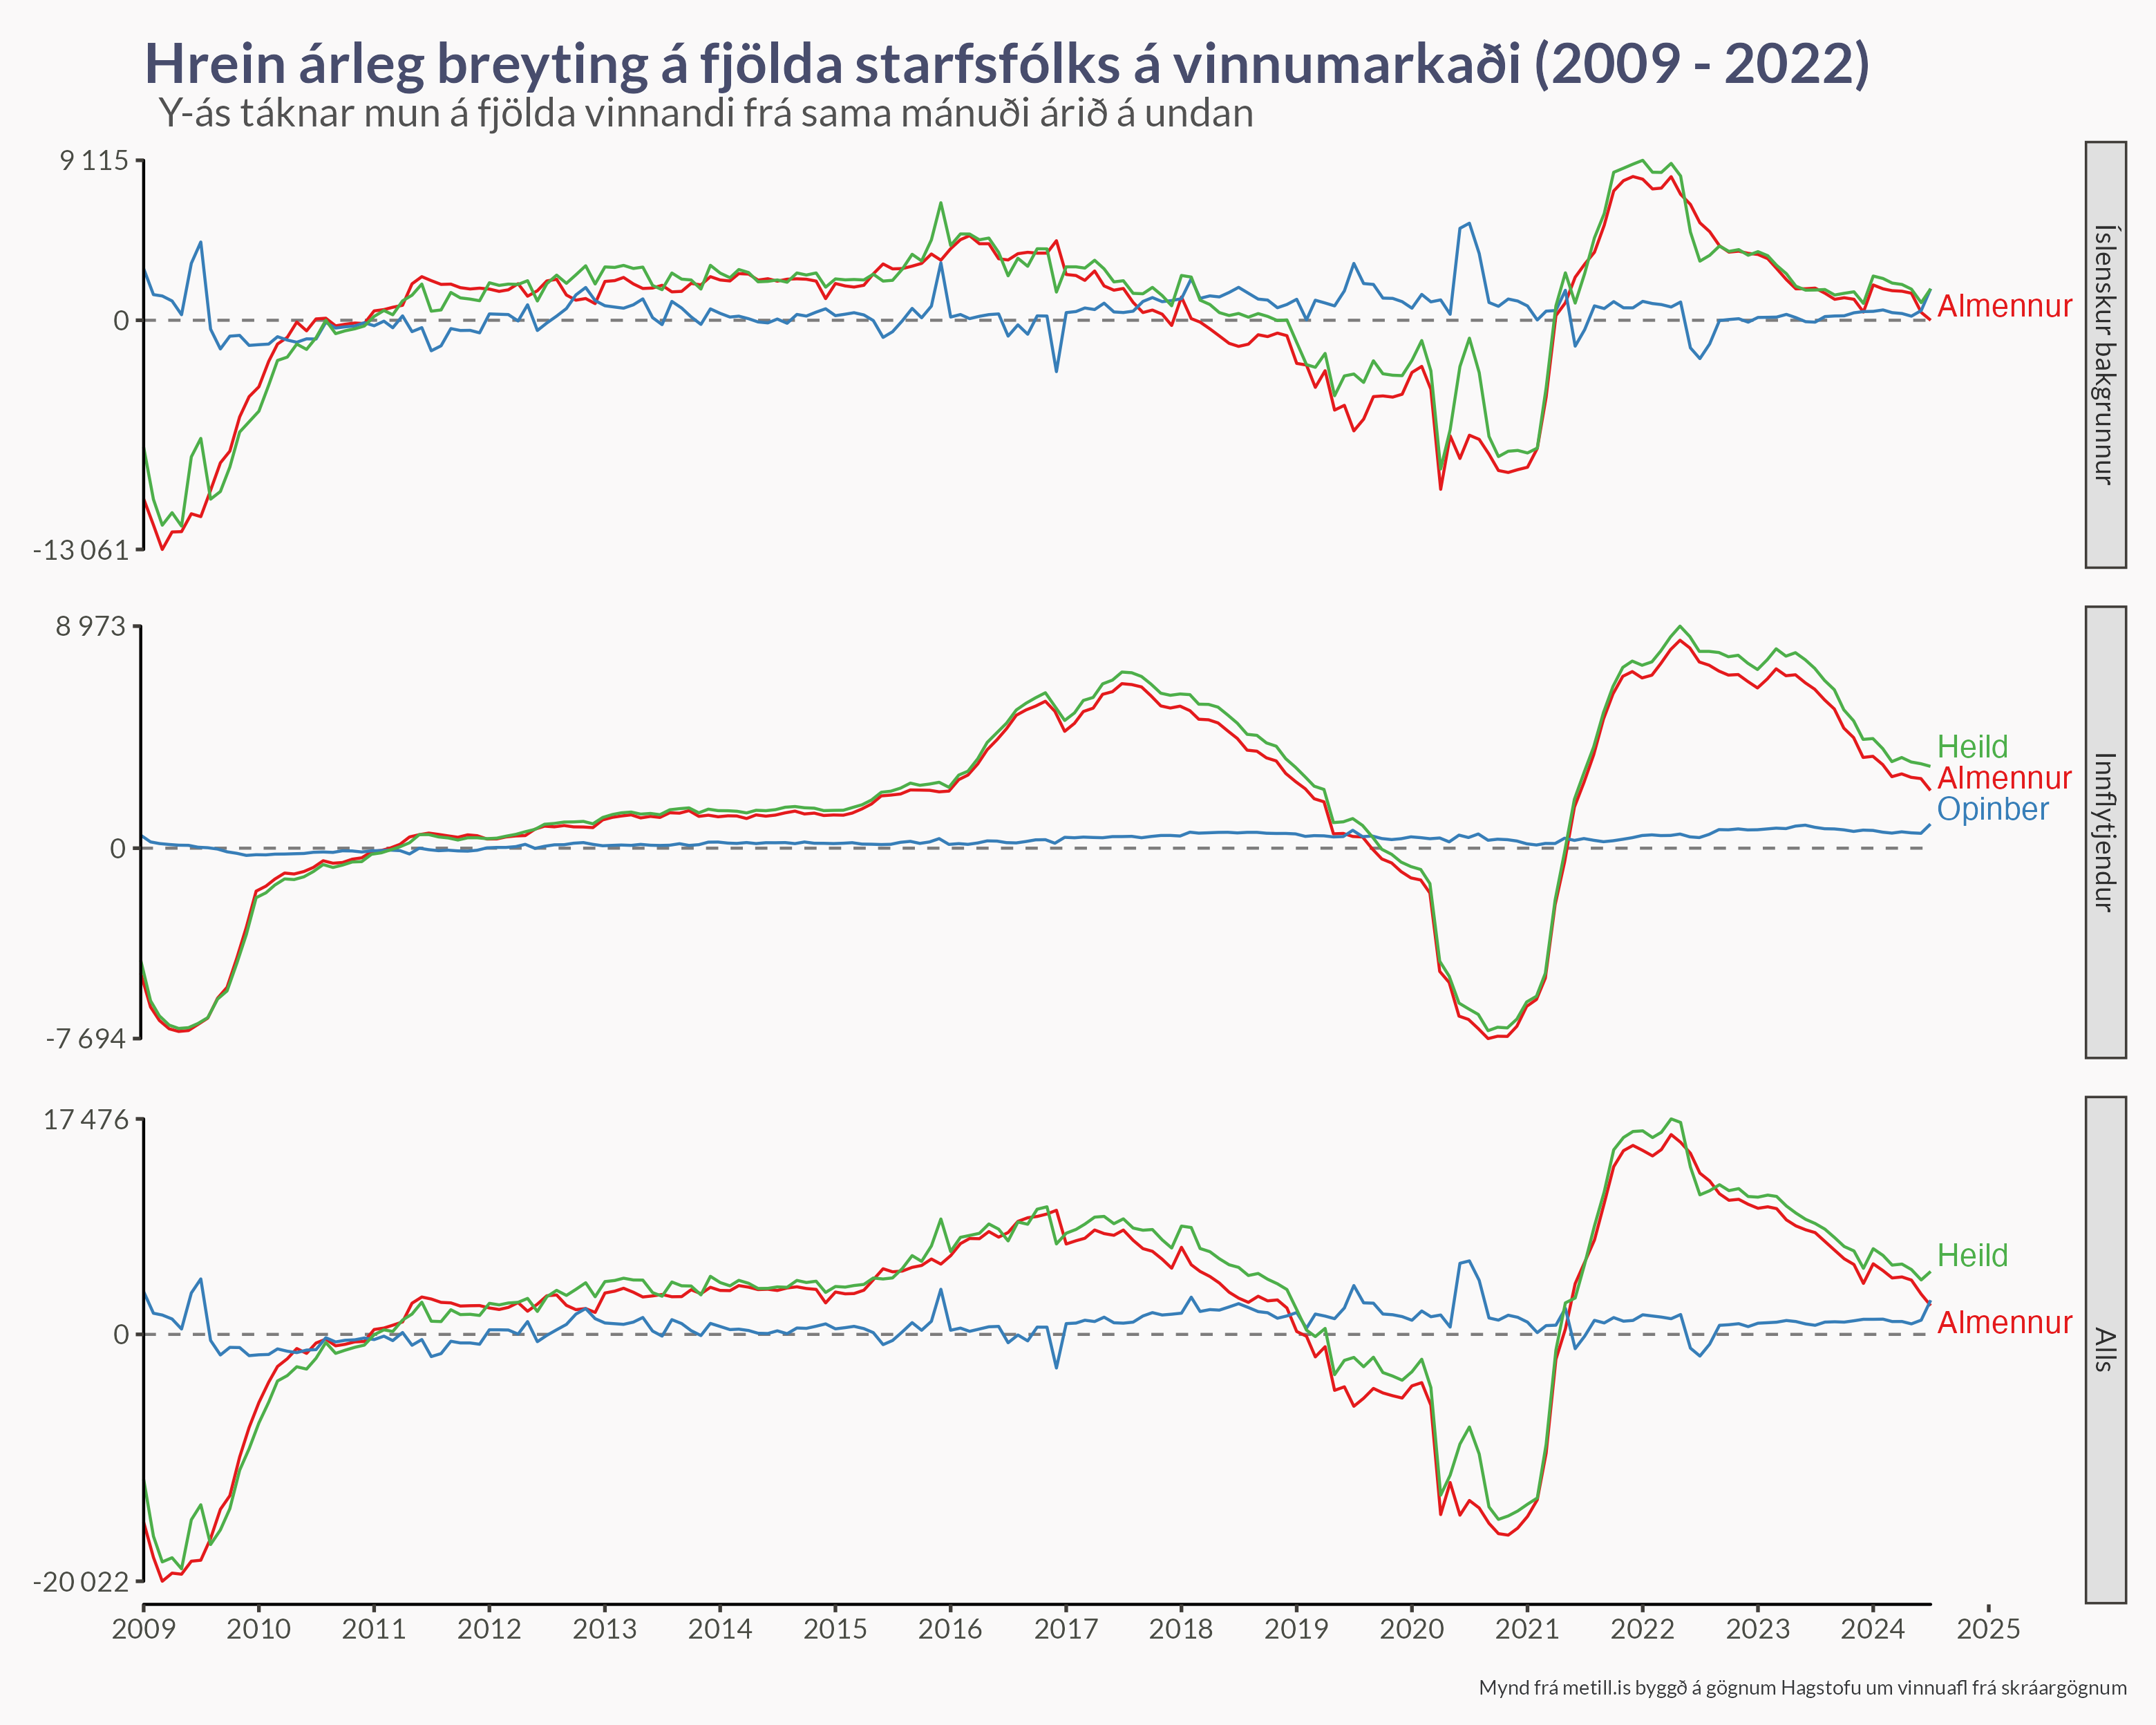 Hrein árleg breyting á fjölda starfsfólks á vinnumarkaði (2009 - 2022)
Y-ás táknar mun á fjölda vinnandi frá sama mánuði árið á undan
9 115
0
-13 061
Almennur
Íslenskur bakgrunnur
8 973
0
-7 694
Heild
Almennur
Opinber
Innflytjendur
17 476
0
-20 022
Heild
Almennur
Alls
2009 2010 2011 2012 2013 2014 2015 2016 2017 2018 2019 2020 2021 2022 2023 2024 2025
Mynd frá metill.is byggð á gögnum Hagstofu um vinnuafl frá skráargögnum